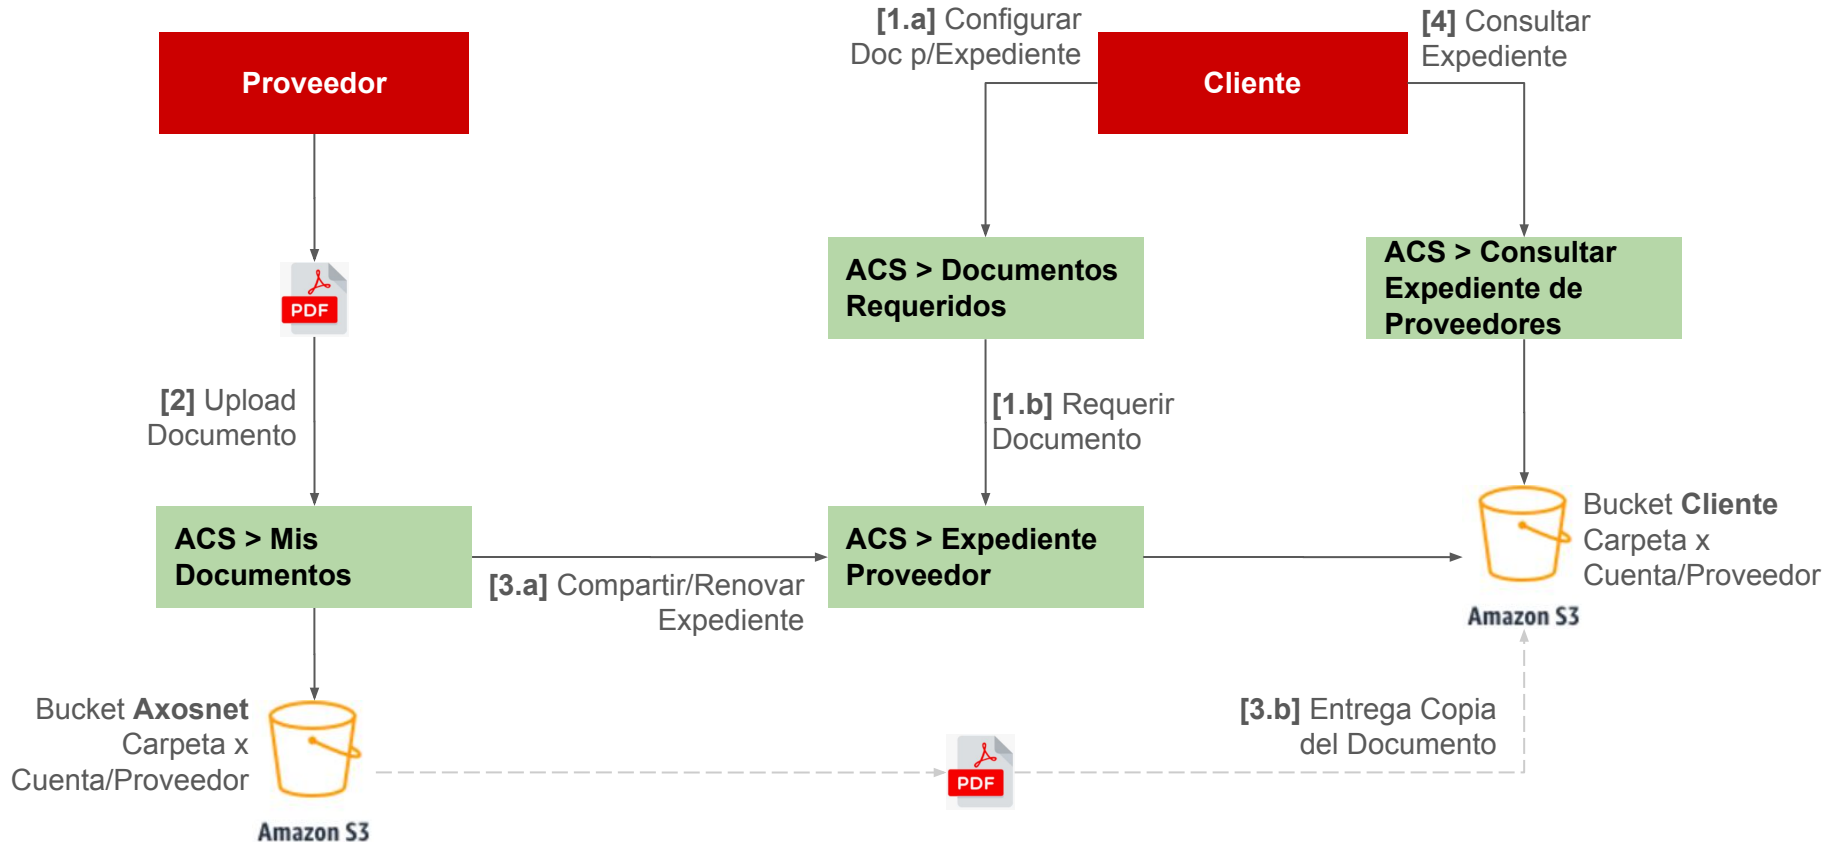 [1.a] Configurar
Doc p/Expediente
[4] Consultar
Expediente
Proveedor
Cliente
ACS > Documentos
Requeridos
ACS > Consultar
Expediente de
Proveedores
PDF
[2] Upload
Documento
[1.b] Requerir
Documento
ACS > Mis
Documentos
[3.a] Compartir/Renovar
Expediente
ACS > Expediente
Proveedor
Bucket Cliente
Carpeta x
Cuenta/Proveedor
Amazon S3
Bucket Axosnet
Carpeta x
Cuenta/Proveedor
Amazon S3
PDF
[3.b] Entrega Copia
del Documento